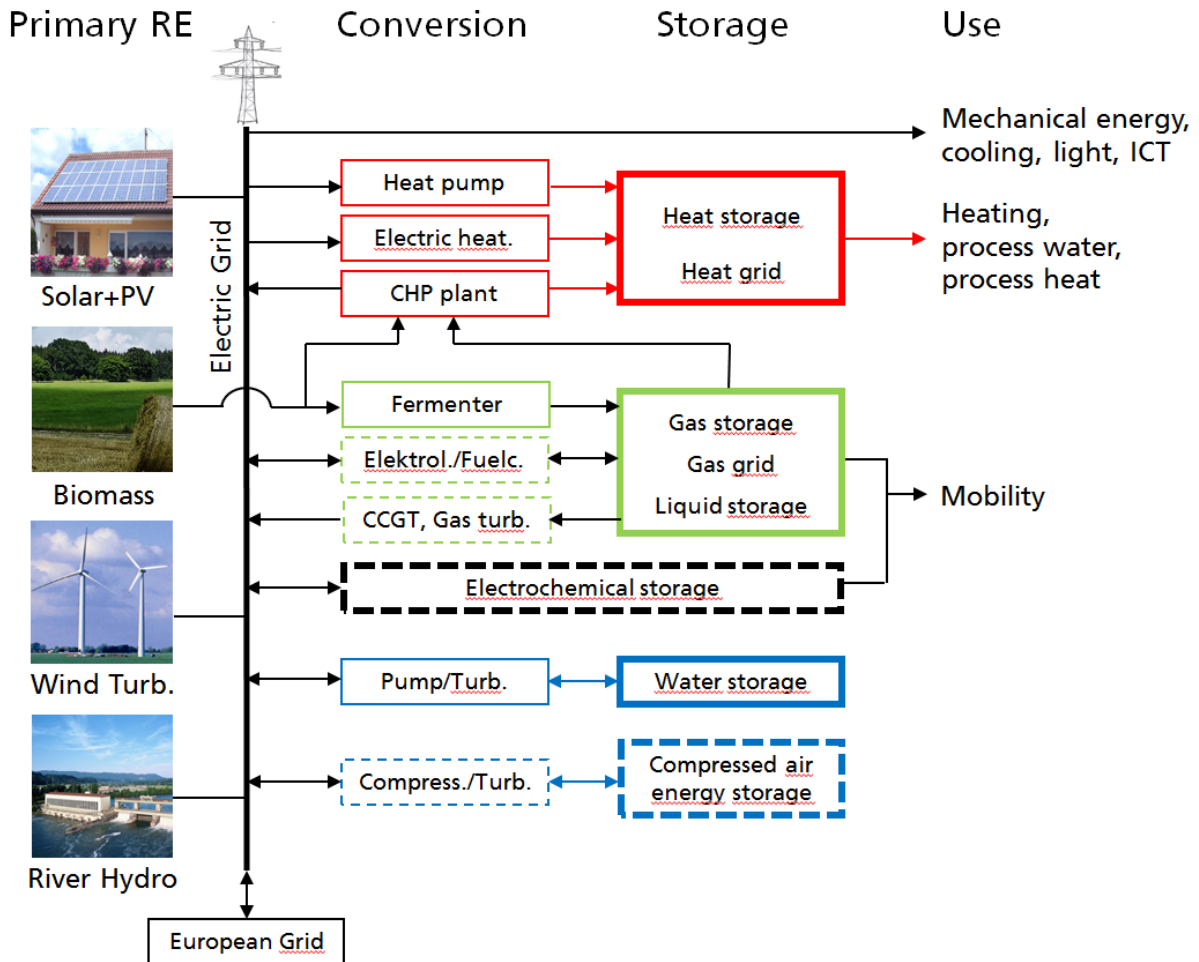 Primary RE
Conversion
Storage
Use
Mechanical energy,
cooling, light, ICT
Heat pump
Electric heat.
CHP plant
Heat storage
Heat grid
Heating,
process water,
process heat
Solar+PV
Electric Grid
Fermenter
Elektrol./Fuelc.
CCGT, Gas turb.
Gas storage
Gas grid
Liquid storage
Mobility
Biomass
Electrochemical storage
Wind Turb.
Pump/Turb.
Water storage
Compress./Turb.
Compressed air
energy storage
River Hydro
European Grid